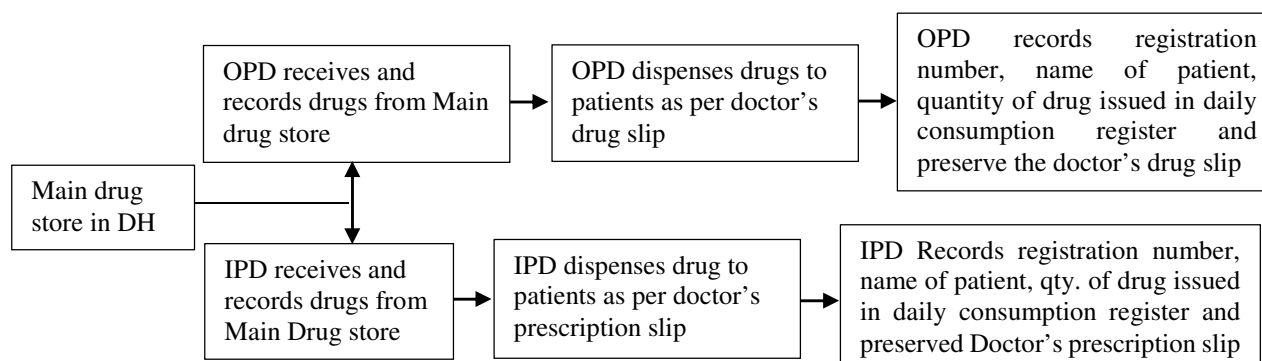 Main drug
store in DH
OPD receives and
records drugs from Main
drug store
OPD dispenses drugs to
patients as per doctor’s
drug slip
OPD records registration
number, name of patient,
quantity of drug issued in daily
consumption register and
preserve the doctor’s drug slip
IPD receives and
records drugs from
Main Drug store
IPD dispenses drug to
patients as per doctor’s
prescription slip
IPD Records registration number,
name of patient, qty. of drug issued
in daily consumption register and
preserved Doctor’s prescription slip